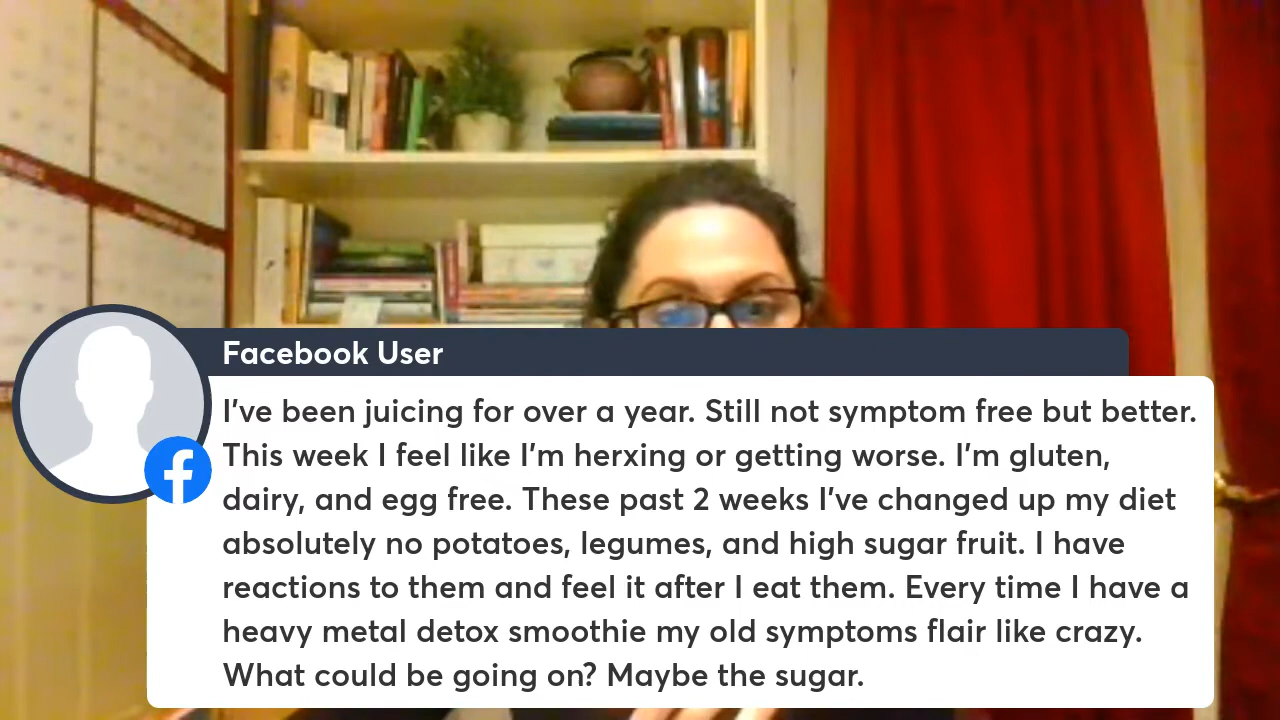 Facebook User
I've been juicing for over a year. Still not symptom free but better.
This week I feel like I'm herxing or getting worse. I'm gluten,
dairy, and egg free. These past 2 weeks I've changed up my diet
absolutely no potatoes, legumes, and high sugar fruit. I have
reactions to them and feel it after I eat them. Every time I have a
heavy metal detox smoothie my old symptoms flair like crazy.
What could be going on? Maybe the sugar.